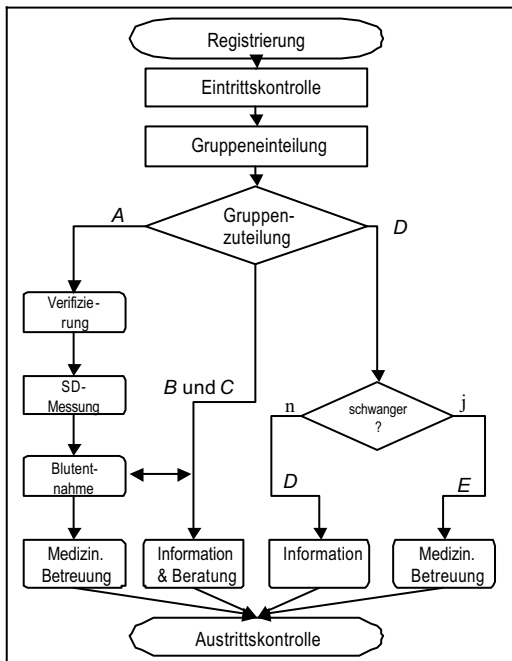 Registrierung
Eintrittskontrolle
Gruppeneinteilung
Gruppen-
zuteilung
A
D
Verifizie-
rung
SD-
Messung
B und C
n
schwanger
?
j
Blutent-
nahme
D
E
Medizin.
Betreuung
Information
& Beratung
Information
Medizin.
Betreuung
Austrittskontrolle